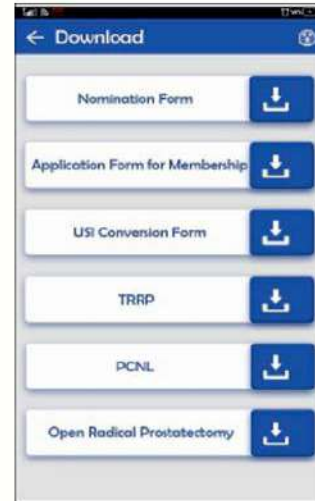 ← Download
Nomination Form
Application Form for Membership
USI Conversion Form
TRRP
PCNL
Open Radical Prostatectomy